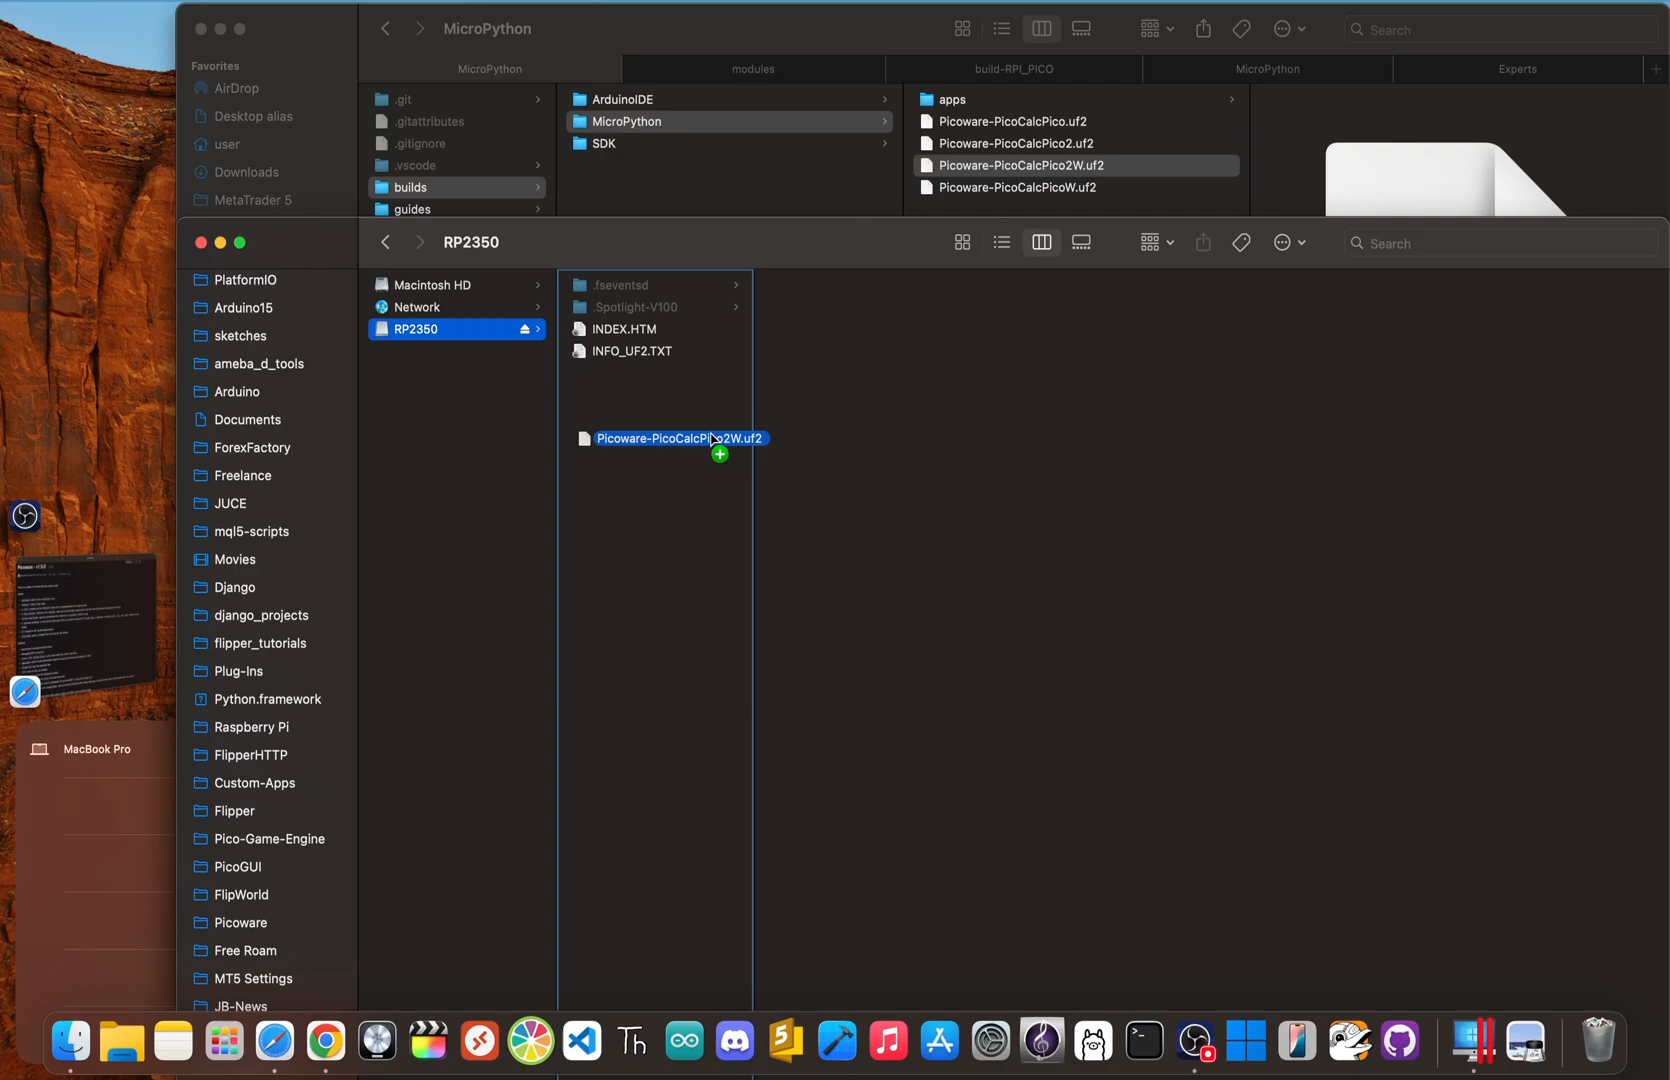 MicroPython
Search
MicroPython
modules
build-RPI_PICO
MicroPython
Experts
Favorites
AirDrop
Desktop alias
user
Downloads
MetaTrader 5
.git
.gitattributes
.gitignore
.vscode
builds
guides
ArduinoIDE
MicroPython
SDK
apps
Picoware-PicoCalcPico.uf2
Picoware-PicoCalcPico2.uf2
Picoware-PicoCalcPico2W.uf2
Picoware-PicoCalcPicoW.uf2
RP2350
Search
PlatformIO
Arduino15
sketches
ameba_d_tools
Arduino
Documents
ForexFactory
Freelance
JUCE
mql5-scripts
Movies
Django
django_projects
flipper_tutorials
Plug-Ins
Python.framework
Raspberry Pi
FlipperHTTP
Custom-Apps
Flipper
Pico-Game-Engine
PicoGUI
FlipWorld
Picoware
Free Roam
MT5 Settings
JB-News
Macintosh HD
Network
RP2350
.fseventsd
.Spotlight-V100
INDEX.HTM
INFO_UF2.TXT
Picoware-PicoCalcPico2W.uf2
MacBook Pro
Th